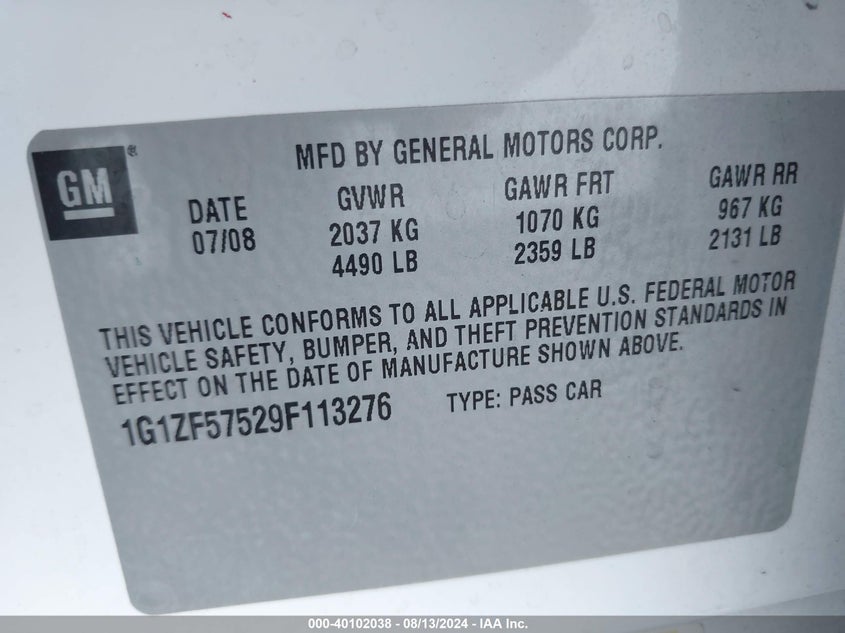 GM ®
MFD BY GENERAL MOTORS CORP.
DATE GVWR GAWR FRT GAWR RR
07/08 2037 KG 1070 KG 967 KG
4490 LB 2359 LB 2131 LB
THIS VEHICLE CONFORMS TO ALL APPLICABLE U.S. FEDERAL MOTOR
VEHICLE SAFETY, BUMPER, AND THEFT PREVENTION STANDARDS IN
EFFECT ON THE DATE OF MANUFACTURE SHOWN ABOVE.
1G1ZF57529F113276 TYPE: PASS CAR
000-40102038 - 08/13/2024 - IAA Inc.